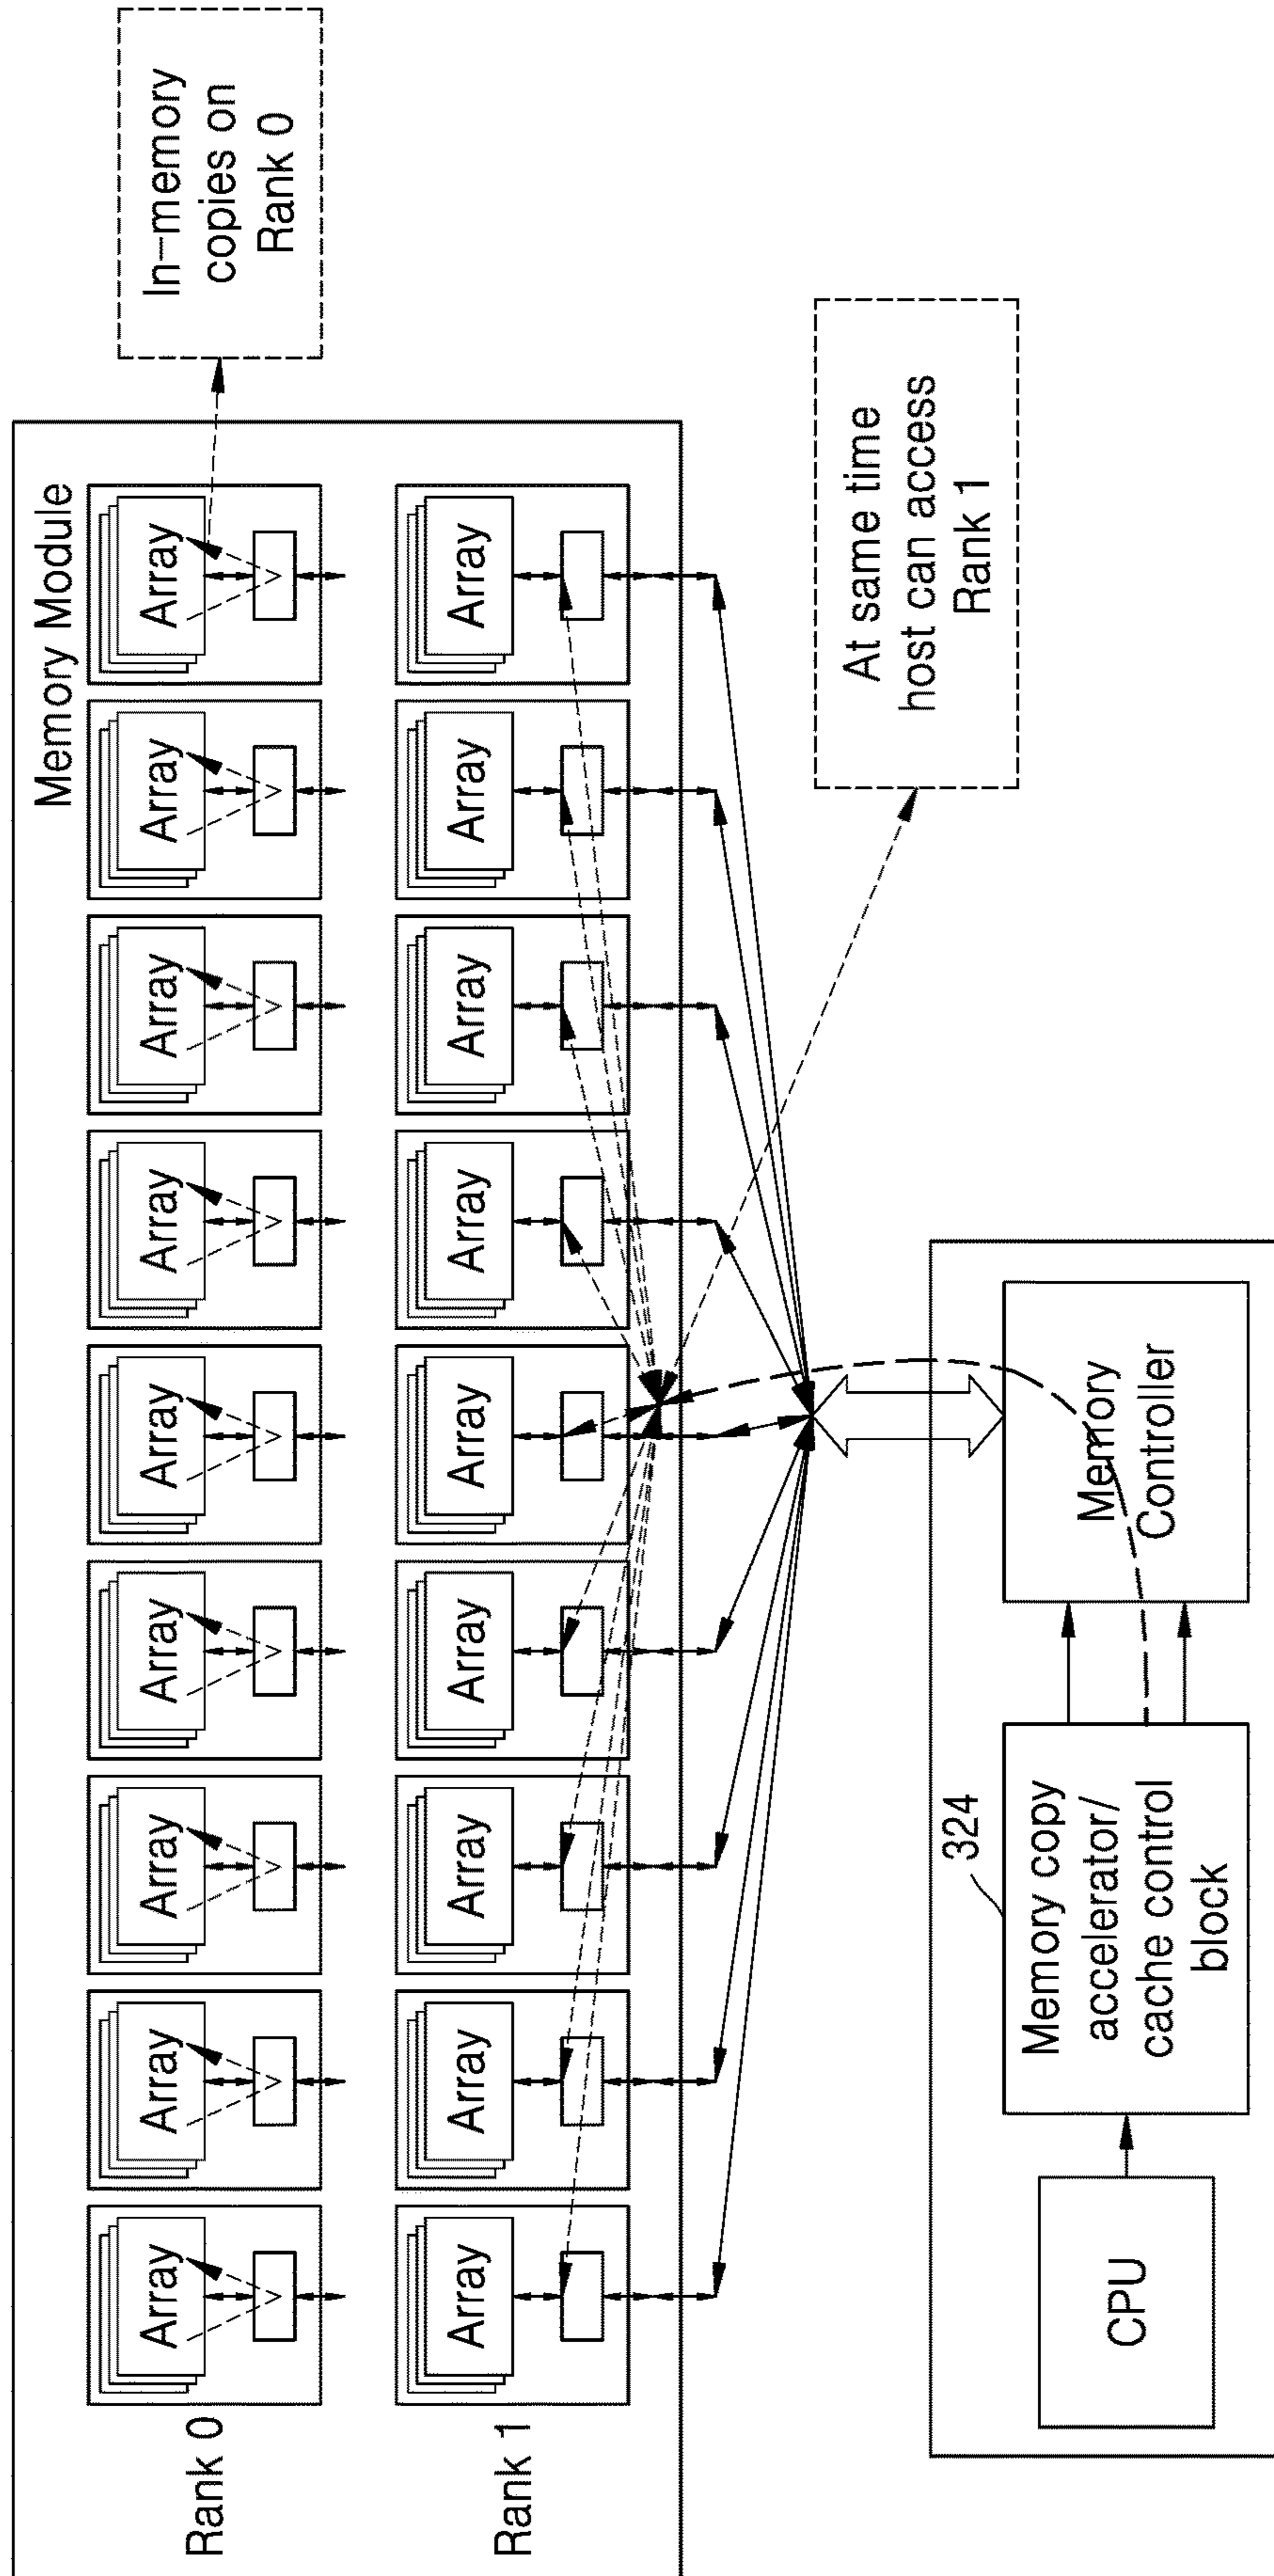 Memory Module
Rank 0
Array
Array
Array
Array
Array
Array
Array
Array
Array
In-memory
copies on
Rank 0
Rank 1
Array
Array
Array
Array
Array
Array
Array
Array
Array
At same time
host can access
Rank 1
324
CPU
Memory copy
accelerator/
cache control
block
Memory
Controller